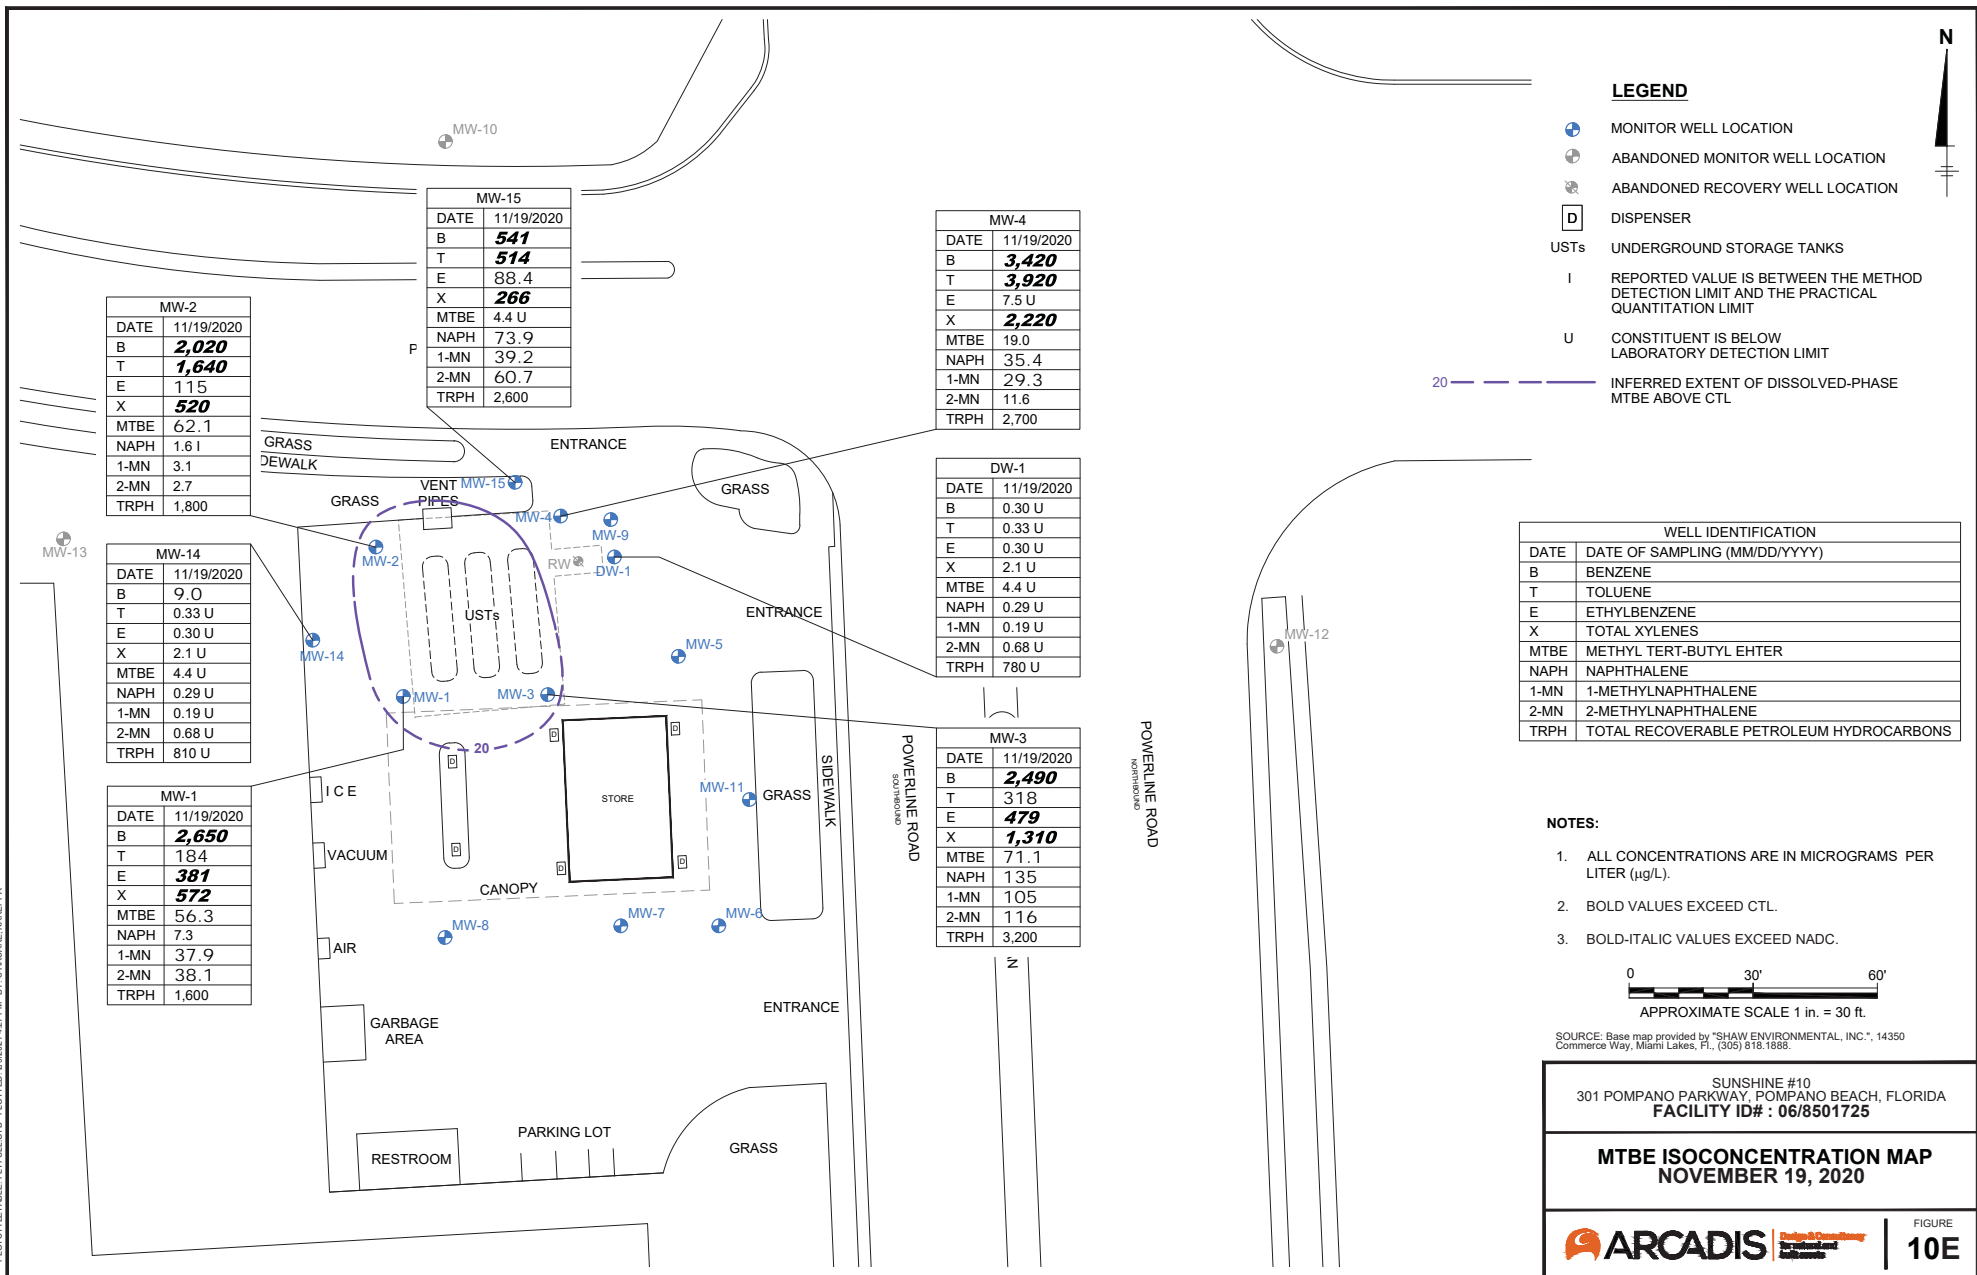 N
LEGEND
MONITOR WELL LOCATION
ABANDONED MONITOR WELL LOCATION
ABANDONED RECOVERY WELL LOCATION
D DISPENSER
USTs UNDERGROUND STORAGE TANKS
I REPORTED VALUE IS BETWEEN THE METHOD
DETECTION LIMIT AND THE PRACTICAL
QUANTITATION LIMIT
U CONSTITUENT IS BELOW
LABORATORY DETECTION LIMIT
20 INFERRED EXTENT OF DISSOLVED-PHASE
MTBE ABOVE CTL
MW-10
MW-15
DATE 11/19/2020
B 541
T 514
E 88.4
X 266
MTBE 4.4 U
NAPH 73.9
1-MN 39.2
2-MN 60.7
TRPH 2,600
MW-4
DATE 11/19/2020
B 3,420
T 3,920
E 7.5 U
X 2,220
MTBE 19.0
NAPH 35.4
1-MN 29.3
2-MN 11.6
TRPH 2,700
MW-2
DATE 11/19/2020
B 2,020
T 1,640
E 115
X 520
MTBE 62.1
NAPH 1.6 I
1-MN 3.1
2-MN 2.7
TRPH 1,800
P
GRASS
DEWALK
ENTRANCE
GRASS
VENT
PIPES
MW-15
GRASS
MW-4
MW-9
MW-2
RW
DW-1
MW-13
USTs
ENTRANCE
MW-14
MW-5
MW-12
MW-1
MW-3
20
DW-1
DATE 11/19/2020
B 0.30 U
T 0.33 U
E 0.30 U
X 2.1 U
MTBE 4.4 U
NAPH 0.29 U
1-MN 0.19 U
2-MN 0.68 U
TRPH 780 U
MW-14
DATE 11/19/2020
B 9.0
T 0.33 U
E 0.30 U
X 2.1 U
MTBE 4.4 U
NAPH 0.29 U
1-MN 0.19 U
2-MN 0.68 U
TRPH 810 U
WELL IDENTIFICATION
DATE DATE OF SAMPLING (MM/DD/YYYY)
B BENZENE
T TOLUENE
E ETHYLBENZENE
X TOTAL XYLENES
MTBE METHYL TERT-BUTYL EHTER
NAPH NAPHTHALENE
1-MN 1-METHYLNAPHTHALENE
2-MN 2-METHYLNAPHTHALENE
TRPH TOTAL RECOVERABLE PETROLEUM HYDROCARBONS
MW-3
DATE 11/19/2020
B 2,490
T 318
E 479
X 1,310
MTBE 71.1
NAPH 135
1-MN 105
2-MN 116
TRPH 3,200
MW-1
DATE 11/19/2020
B 2,650
T 184
E 381
X 572
MTBE 56.3
NAPH 7.3
1-MN 37.9
2-MN 38.1
TRPH 1,600
D
D
D
D
D
D
I C E
VACUUM
AIR
STORE
MW-11
GRASS
SIDEWALK
POWERLINE ROAD
SOUTHBOUND
POWERLINE ROAD
NORTHBOUND
CANOPY
MW-8
MW-7
MW-6
N
ENTRANCE
GARBAGE
AREA
PARKING LOT
RESTROOM
GRASS
NOTES:
1. ALL CONCENTRATIONS ARE IN MICROGRAMS PER
LITER (µg/L).
2. BOLD VALUES EXCEED CTL.
3. BOLD-ITALIC VALUES EXCEED NADC.
0 30' 60'
APPROXIMATE SCALE 1 in. = 30 ft.
SOURCE: Base map provided by "SHAW ENVIRONMENTAL, INC.", 14350
Commerce Way, Miami Lakes, Fl., (305) 818.1888.
SUNSHINE #10
301 POMPANO PARKWAY, POMPANO BEACH, FLORIDA
FACILITY ID# : 06/8501725
MTBE ISOCONCENTRATION MAP
NOVEMBER 19, 2020
ARCADIS
Design & Consultancy
for natural and
built assets
FIGURE
10E